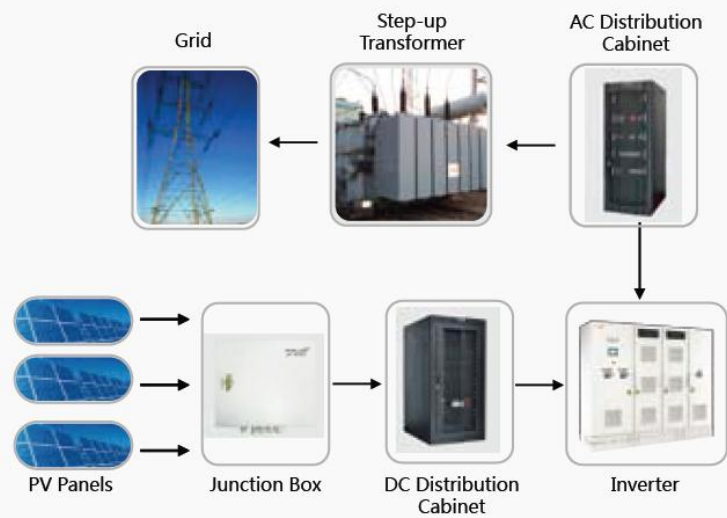 Grid
Step-up
Transformer
AC Distribution
Cabinet
PV Panels
Junction Box
DC Distribution
Cabinet
Inverter